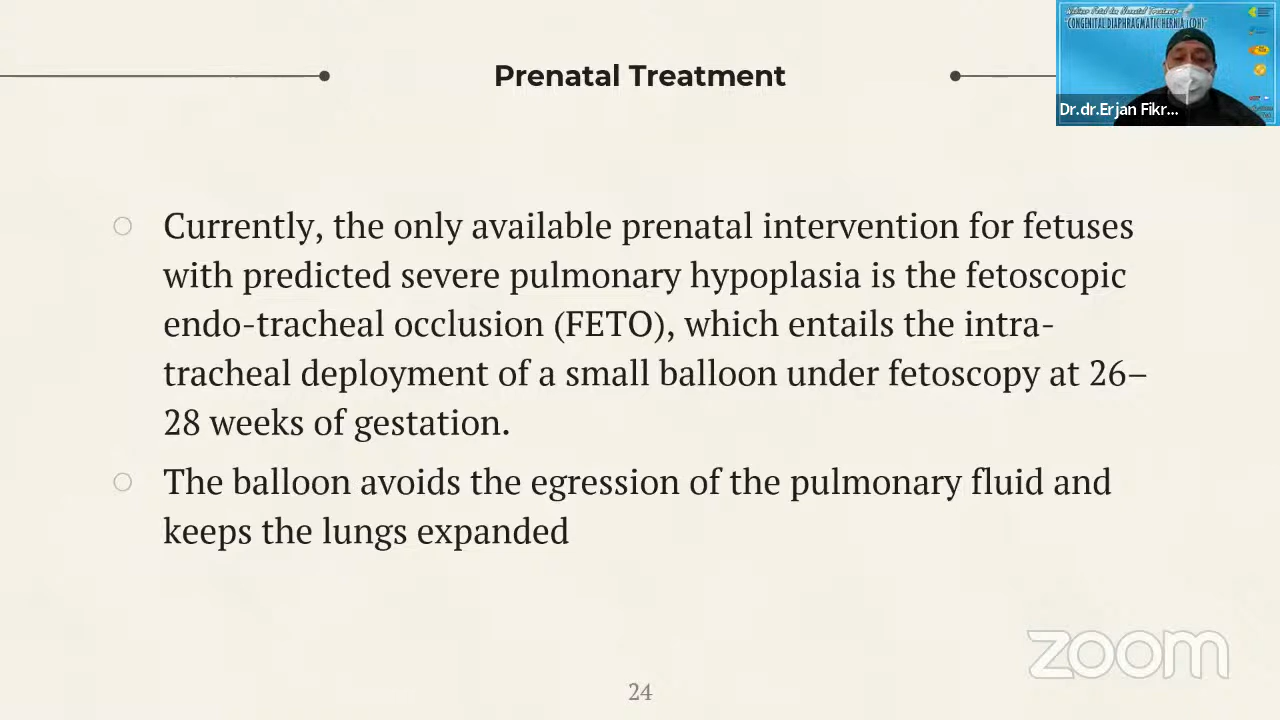 Prenatal Treatment
"CONGENITAL DIAPHRAGMATIC HERNIA (CDH)"
Dr.dr.Erjan Fikr...
Currently, the only available prenatal intervention for fetuses
with predicted severe pulmonary hypoplasia is the fetoscopic
endo-tracheal occlusion (FETO), which entails the intra-
tracheal deployment of a small balloon under fetoscopy at 26–
28 weeks of gestation.
The balloon avoids the egression of the pulmonary fluid and
keeps the lungs expanded
zoom
24